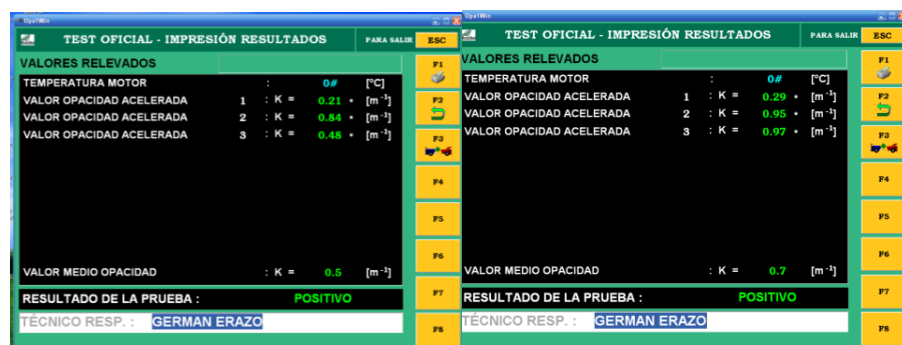 OpatWin
TEST OFICIAL - IMPRESIÓN RESULTADOS PARA SALIR ESC
VALORES RELEVADOS F1
TEMPERATURA MOTOR : 0# [°C]
VALOR OPACIDAD ACELERADA 1 : K = 0.21 • [m⁻¹]
VALOR OPACIDAD ACELERADA 2 : K = 0.84 • [m⁻¹] F2
VALOR OPACIDAD ACELERADA 3 : K = 0.48 • [m⁻¹] F3
F4
F5
F6
VALOR MEDIO OPACIDAD : K = 0.5 [m⁻¹]
RESULTADO DE LA PRUEBA : POSITIVO F7
TÉCNICO RESP. : GERMAN ERAZO F8
OpatWin
TEST OFICIAL - IMPRESIÓN RESULTADOS PARA SALIR ESC
VALORES RELEVADOS F1
TEMPERATURA MOTOR : 0# [°C]
VALOR OPACIDAD ACELERADA 1 : K = 0.29 • [m⁻¹] F2
VALOR OPACIDAD ACELERADA 2 : K = 0.95 • [m⁻¹]
VALOR OPACIDAD ACELERADA 3 : K = 0.97 • [m⁻¹] F3
F4
F5
F6
VALOR MEDIO OPACIDAD : K = 0.7 [m⁻¹]
RESULTADO DE LA PRUEBA : POSITIVO F7
TÉCNICO RESP. : GERMAN ERAZO F8